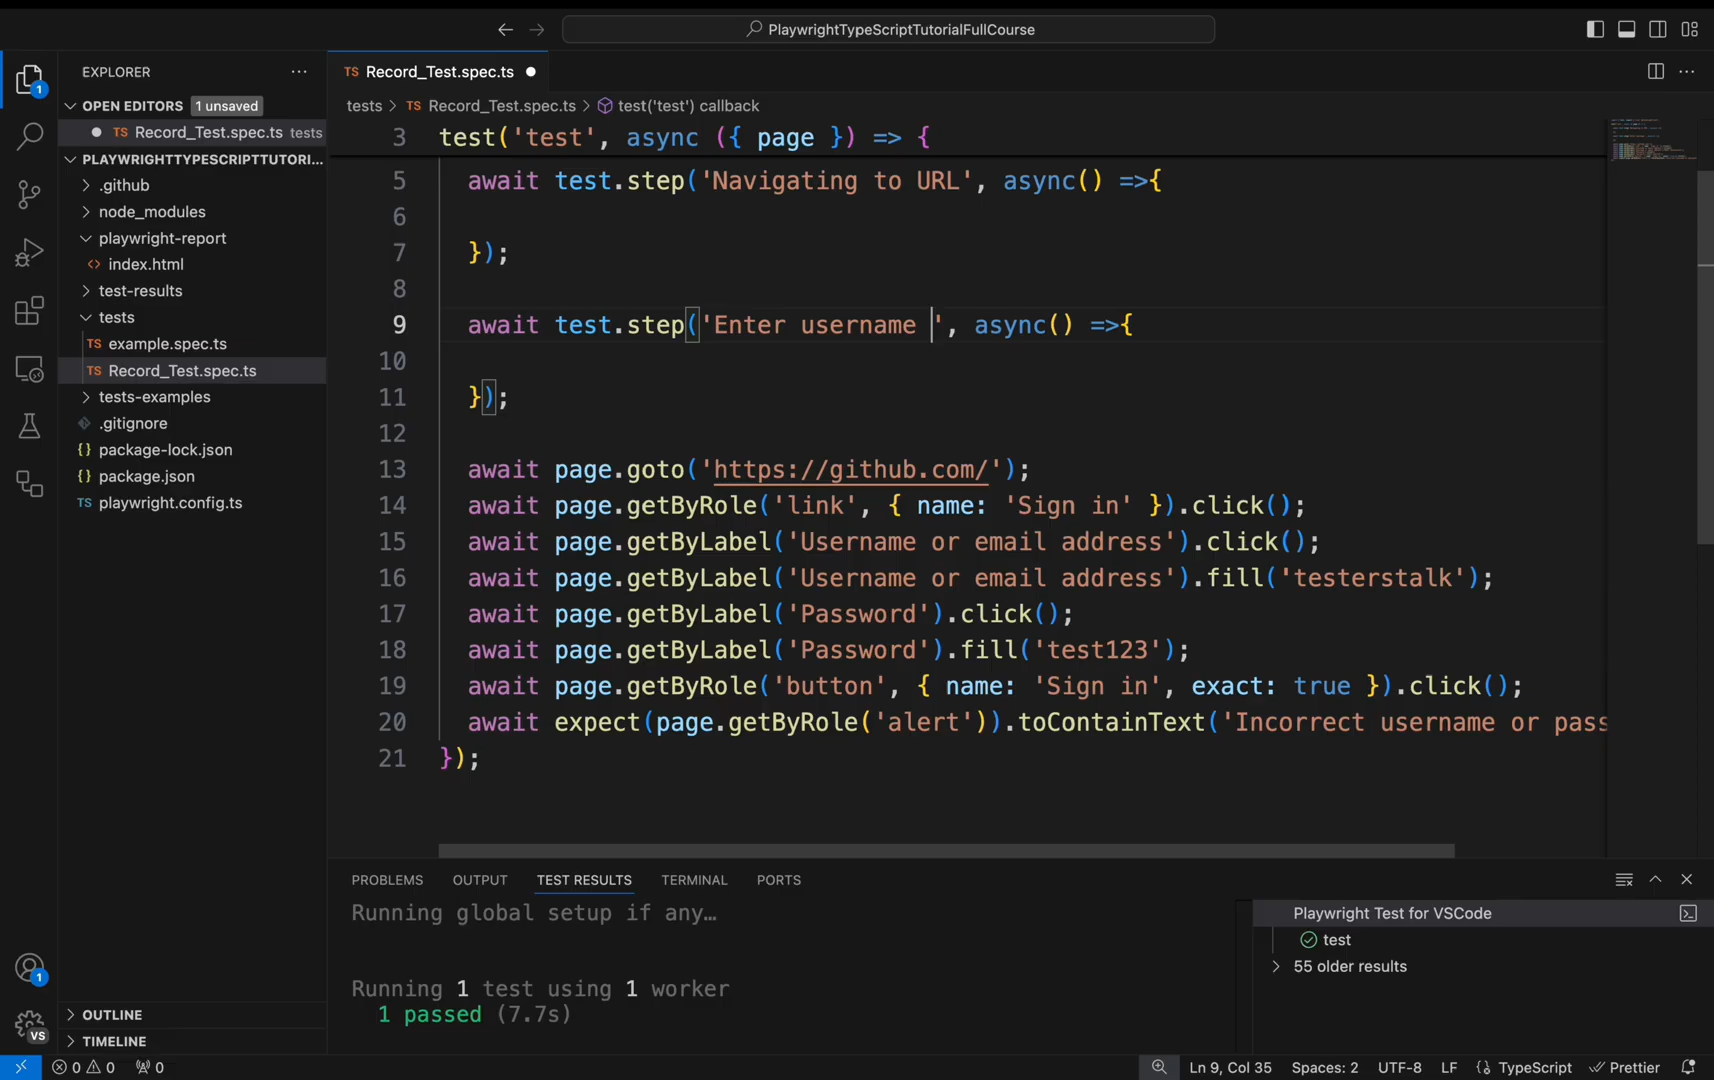 PlaywrightTypeScriptTutorialFullCourse
EXPLORER
OPEN EDITORS 1 unsaved
TS Record_Test.spec.ts tests
PLAYWRIGHTTYPESCRIPTTUTORI...
.github
node_modules
playwright-report
<> index.html
test-results
tests
TS example.spec.ts
TS Record_Test.spec.ts
tests-examples
.gitignore
{} package-lock.json
{} package.json
TS playwright.config.ts
OUTLINE
TIMELINE
1
1
VS
TS Record_Test.spec.ts
tests > TS Record_Test.spec.ts > test('test') callback
3 test('test', async ({ page }) => {
5 await test.step('Navigating to URL', async() =>{
6
7 });
8
9 await test.step('Enter username ', async() =>{
10
11 });
12
13 await page.goto('https://github.com/');
14 await page.getByRole('link', { name: 'Sign in' }).click();
15 await page.getByLabel('Username or email address').click();
16 await page.getByLabel('Username or email address').fill('testerstalk');
17 await page.getByLabel('Password').click();
18 await page.getByLabel('Password').fill('test123');
19 await page.getByRole('button', { name: 'Sign in', exact: true }).click();
20 await expect(page.getByRole('alert')).toContainText('Incorrect username or pass
21 });
PROBLEMS OUTPUT TEST RESULTS TERMINAL PORTS
Running global setup if any…
Running 1 test using 1 worker
1 passed (7.7s)
Playwright Test for VSCode
test
55 older results
0 0 0 Ln 9, Col 35 Spaces: 2 UTF-8 LF {} TypeScript Prettier